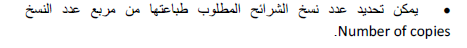 • يمكن تحديد عدد نسخ الشرائح المطلوب طباعتها من مربع عدد النسخ
Number of copies.